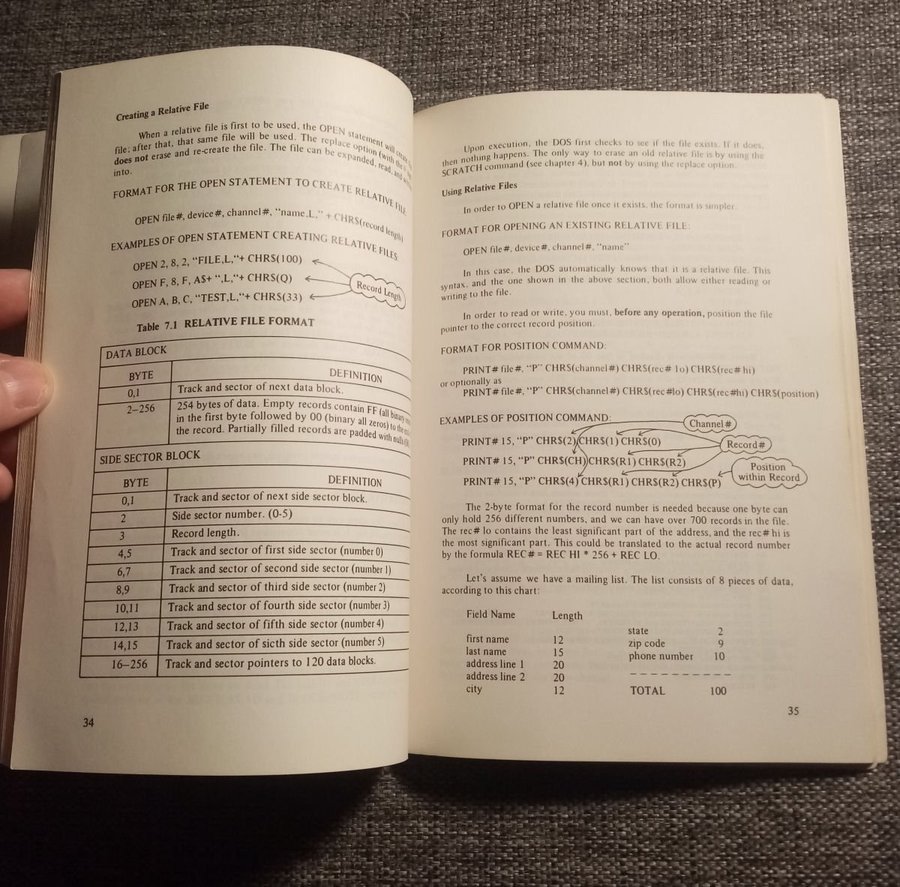 Creating a Relative File
When a relative file is first to be used, the OPEN statement will create
file; after that, that same file will be used. The replace option (with the
does not erase and re-create the file. The file can be expanded, read, and
into.
FORMAT FOR THE OPEN STATEMENT TO CREATE RELATIVE FILE
OPEN file#, device#, channel#, "name,L," + CHR$(record length)
EXAMPLES OF OPEN STATEMENT CREATING RELATIVE FILES:
OPEN 2, 8, 2, "FILE,L,"+ CHR$(100)
OPEN F, 8, F, A$+ ",L,"+ CHR$(Q)
OPEN A, B, C, "TEST,L,"+ CHR$(33)
Record Length
Table 7.1 RELATIVE FILE FORMAT
DATA BLOCK
BYTE DEFINITION
0,1 Track and sector of next data block.
2–256 254 bytes of data. Empty records contain FF (all binary
in the first byte followed by 00 (binary all zeros) to the
the record. Partially filled records are padded with nulls
SIDE SECTOR BLOCK
BYTE DEFINITION
0,1 Track and sector of next side sector block.
2 Side sector number. (0-5)
3 Record length.
4,5 Track and sector of first side sector (number 0)
6,7 Track and sector of second side sector (number 1)
8,9 Track and sector of third side sector (number 2)
10,11 Track and sector of fourth side sector (number 3)
12,13 Track and sector of fifth side sector (number 4)
14,15 Track and sector of sicth side sector (number 5)
16–256 Track and sector pointers to 120 data blocks.
34
Upon execution, the DOS first checks to see if the file exists. If it does,
then nothing happens. The only way to erase an old relative file is by using the
SCRATCH command (see chapter 4), but not by using the replace option.
Using Relative Files
In order to OPEN a relative file once it exists, the format is simpler.
FORMAT FOR OPENING AN EXISTING RELATIVE FILE:
OPEN file#, device#, channel#, "name"
In this case, the DOS automatically knows that it is a relative file. This
syntax, and the one shown in the above section, both allow either reading or
writing to the file.
In order to read or write, you must, before any operation, position the file
pointer to the correct record position.
FORMAT FOR POSITION COMMAND:
PRINT# file#, "P" CHR$(channel#) CHR$(rec# lo) CHR$(rec# hi)
or optionally as
PRINT# file#, "P" CHR$(channel#) CHR$(rec#lo) CHR$(rec#hi) CHR$(position)
EXAMPLES OF POSITION COMMAND:
Channel#
PRINT# 15, "P" CHR$(2) CHR$(1) CHR$(0)
Record#
PRINT# 15, "P" CHR$(CH) CHR$(R1) CHR$(R2)
PRINT# 15, "P" CHR$(4) CHR$(R1) CHR$(R2) CHR$(P)
Position
within Record
The 2-byte format for the record number is needed because one byte can
only hold 256 different numbers, and we can have over 700 records in the file.
The rec# lo contains the least significant part of the address, and the rec# hi is
the most significant part. This could be translated to the actual record number
by the formula REC# = REC HI * 256 + REC LO.
Let's assume we have a mailing list. The list consists of 8 pieces of data,
according to this chart:
Field Name Length
first name 12
last name 15
address line 1 20
address line 2 20
city 12
state 2
zip code 9
phone number 10
TOTAL 100
35